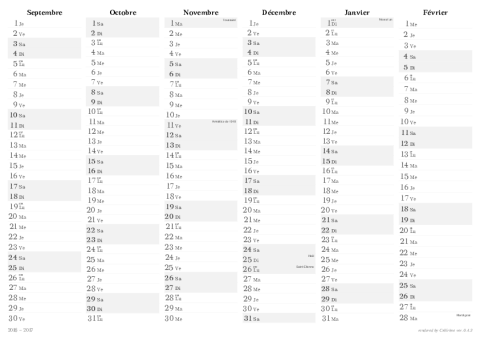 Septembre
1 Je
2 Ve
3 Sa
4 Di
5 Lu
6 Ma
7 Me
8 Je
9 Ve
10 Sa
11 Di
12 Lu
13 Ma
14 Me
15 Je
16 Ve
17 Sa
18 Di
19 Lu
20 Ma
21 Me
22 Je
23 Ve
24 Sa
25 Di
26 Lu
27 Ma
28 Me
29 Je
30 Ve
Octobre
1 Sa
2 Di
3 Lu
4 Ma
5 Me
6 Je
7 Ve
8 Sa
9 Di
10 Lu
11 Ma
12 Me
13 Je
14 Ve
15 Sa
16 Di
17 Lu
18 Ma
19 Me
20 Je
21 Ve
22 Sa
23 Di
24 Lu
25 Ma
26 Me
27 Je
28 Ve
29 Sa
30 Di
31 Lu
Novembre
1 Ma Toussaint
2 Me
3 Je
4 Ve
5 Sa
6 Di
7 Lu
8 Ma
9 Me
10 Je
11 Ve Armistice de 1918
12 Sa
13 Di
14 Lu
15 Ma
16 Me
17 Je
18 Ve
19 Sa
20 Di
21 Lu
22 Ma
23 Me
24 Je
25 Ve
26 Sa
27 Di
28 Lu
29 Ma
30 Me
Décembre
1 Je
2 Ve
3 Sa
4 Di
5 Lu
6 Ma
7 Me
8 Je
9 Ve
10 Sa
11 Di
12 Lu
13 Ma
14 Me
15 Je
16 Ve
17 Sa
18 Di
19 Lu
20 Ma
21 Me
22 Je
23 Ve
24 Sa
25 Di Noël
26 Lu Saint-Etienne
27 Ma
28 Me
29 Je
30 Ve
31 Sa
Janvier
1 Di Nouvel an
2 Lu
3 Ma
4 Me
5 Je
6 Ve
7 Sa
8 Di
9 Lu
10 Ma
11 Me
12 Je
13 Ve
14 Sa
15 Di
16 Lu
17 Ma
18 Me
19 Je
20 Ve
21 Sa
22 Di
23 Lu
24 Ma
25 Me
26 Je
27 Ve
28 Sa
29 Di
30 Lu
31 Ma
Février
1 Me
2 Je
3 Ve
4 Sa
5 Di
6 Lu
7 Ma
8 Me
9 Je
10 Ve
11 Sa
12 Di
13 Lu
14 Ma
15 Me
16 Je
17 Ve
18 Sa
19 Di
20 Lu
21 Ma
22 Me
23 Je
24 Ve
25 Sa
26 Di
27 Lu
28 Ma Mardi gras
2016 - 2017
created by